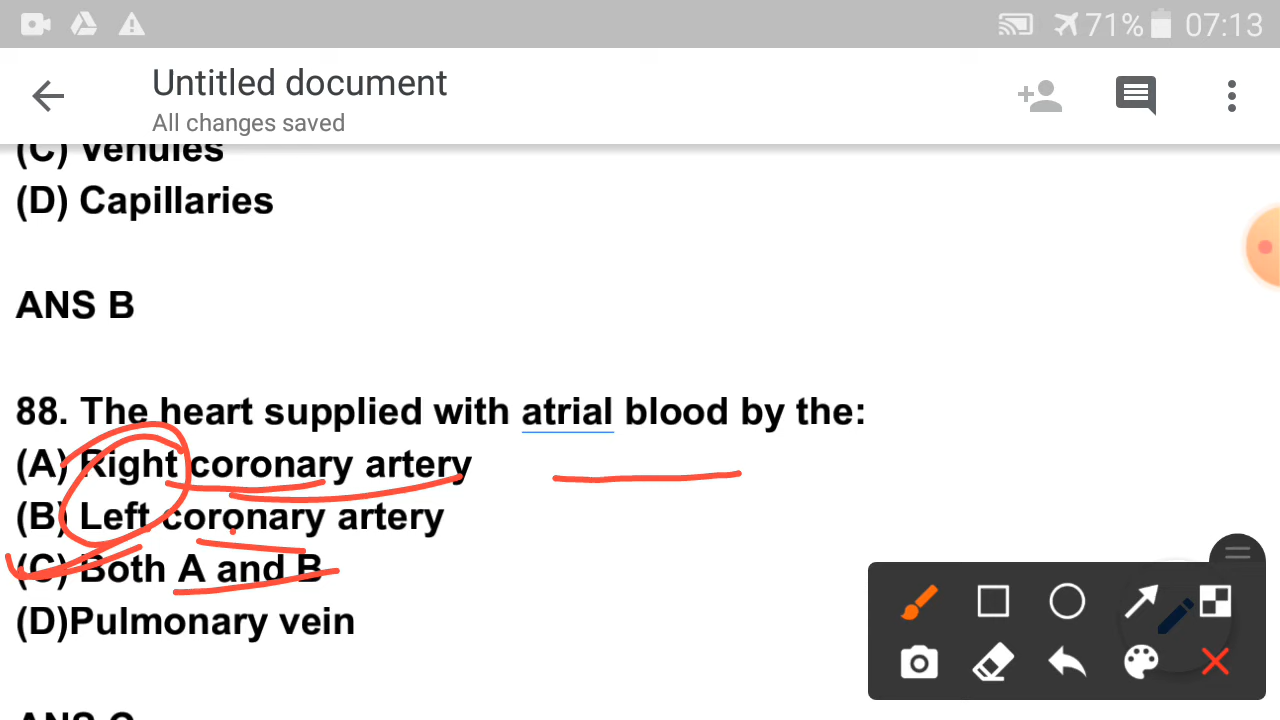 71% 07:13
Untitled document
All changes saved
(C) Venules
(D) Capillaries
ANS B
88. The heart supplied with atrial blood by the:
(A) Right coronary artery
(B) Left coronary artery
(C) Both A and B
(D)Pulmonary vein
ANS C